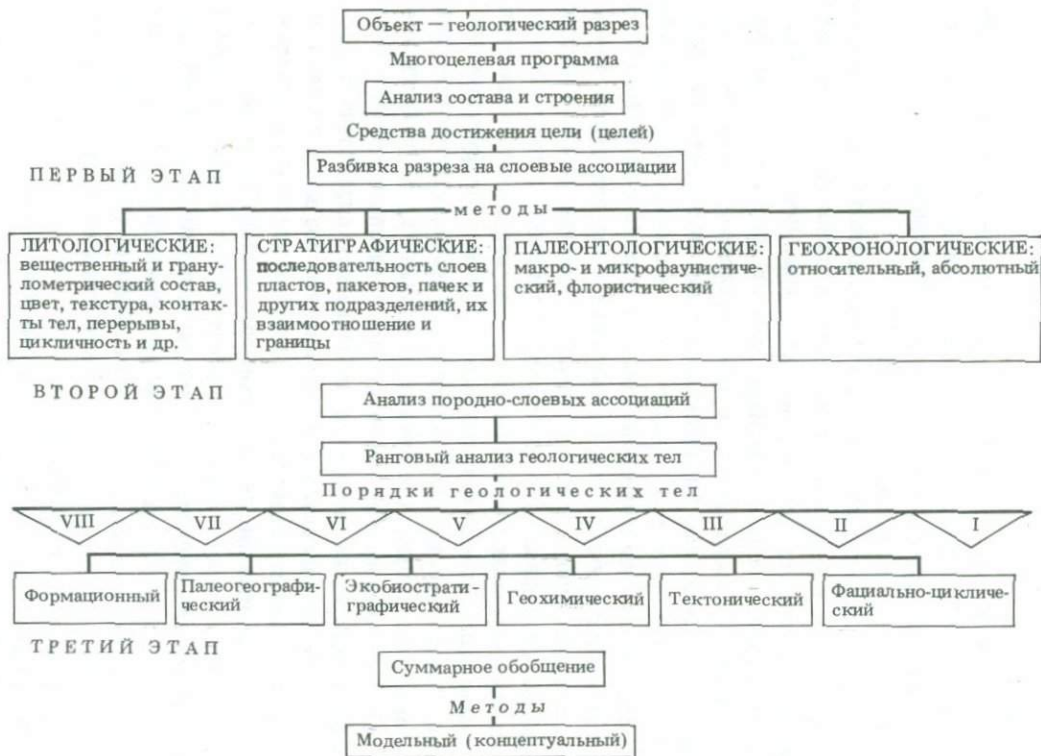 Объект — геологический разрез
Многоцелевая программа
Анализ состава и строения
Средства достижения цели (целей)
Разбивка разреза на слоевые ассоциации
ПЕРВЫЙ ЭТАП
методы
ЛИТОЛОГИЧЕСКИЕ:
вещественный и грану-
лометрический состав,
цвет, текстура, контак-
ты тел, перерывы,
цикличность и др.
СТРАТИГРАФИЧЕСКИЕ:
последовательность слоев
пластов, пакетов, пачек и
других подразделений, их
взаимоотношение и
границы
ПАЛЕОНТОЛОГИЧЕСКИЕ:
макро- и микрофаунистиче-
ский, флористический
ГЕОХРОНОЛОГИЧЕСКИЕ:
относительный, абсолютный
ВТОРОЙ ЭТАП
Анализ породно-слоевых ассоциаций
Ранговый анализ геологических тел
Порядки геологических тел
VIII VII VI V IV III II I
Формационный
Палеогеографи-
ческий
Экобиострати-
графический
Геохимический
Тектонический
Фациально-цикличе-
ский
ТРЕТИЙ ЭТАП
Суммарное обобщение
Методы
Модельный (концептуальный)